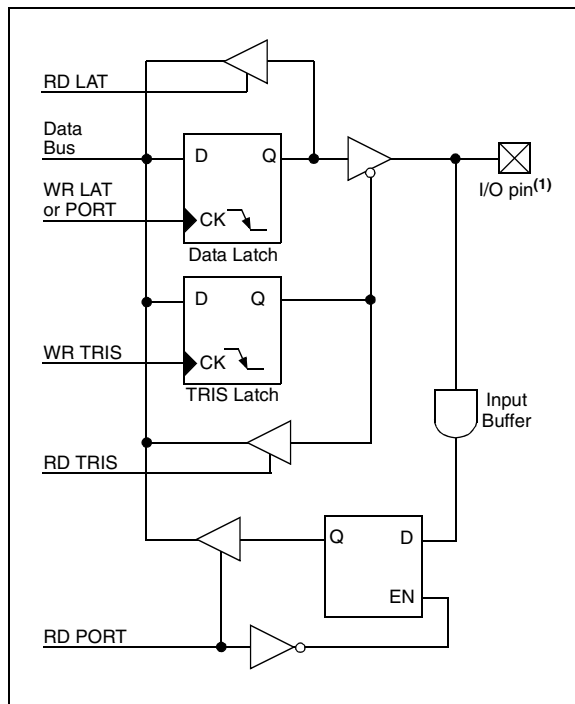 RD LAT
Data
Bus
D
Q
WR LAT
or PORT
CK
Data Latch
I/O pin(1)
D
Q
WR TRIS
CK
TRIS Latch
Input
Buffer
RD TRIS
Q
D
EN
RD PORT